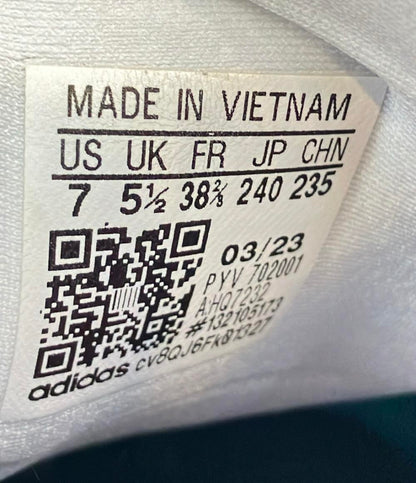 MADE IN VIETNAM
US UK FR JP CHN
7 5½ 38⅔ 240 235
03/23
PYV 702001
AHQ7232
#132105173
adidas cv8QJ6Fk81327